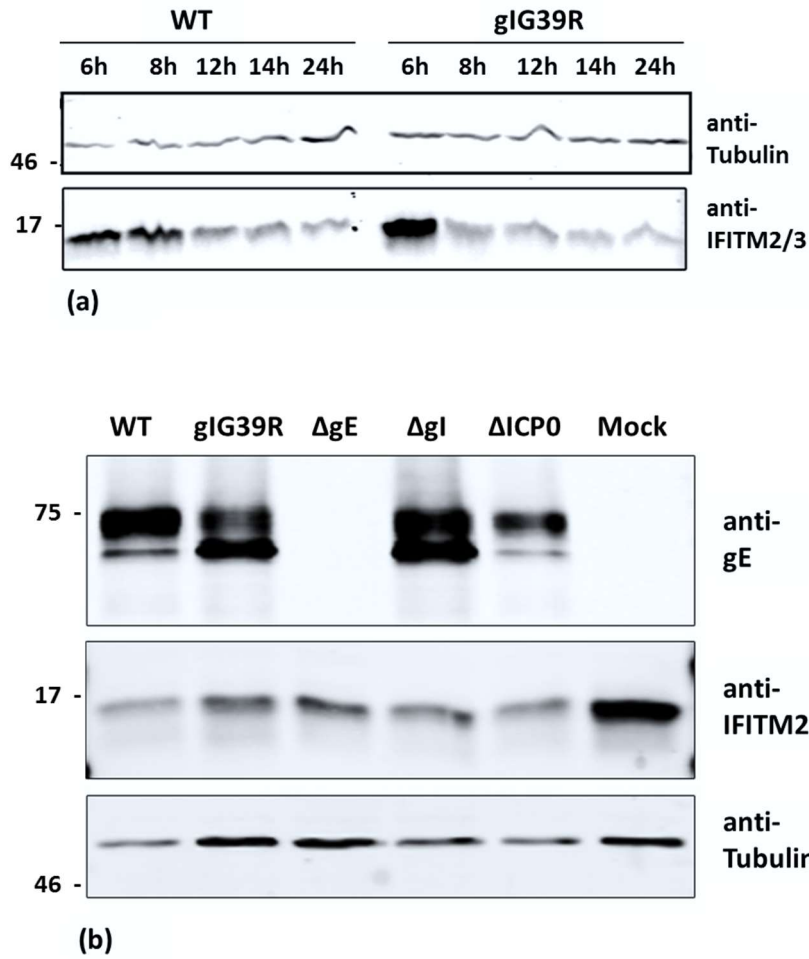 WT gIG39R
6h 8h 12h 14h 24h 6h 8h 12h 14h 24h
anti-
Tubulin
46 -
17 -
anti-
IFITM2/3
(a)
WT gIG39R ΔgE ΔgI ΔICP0 Mock
75 -
anti-
gE
17 -
anti-
IFITM2
anti-
Tubulin
46 -
(b)